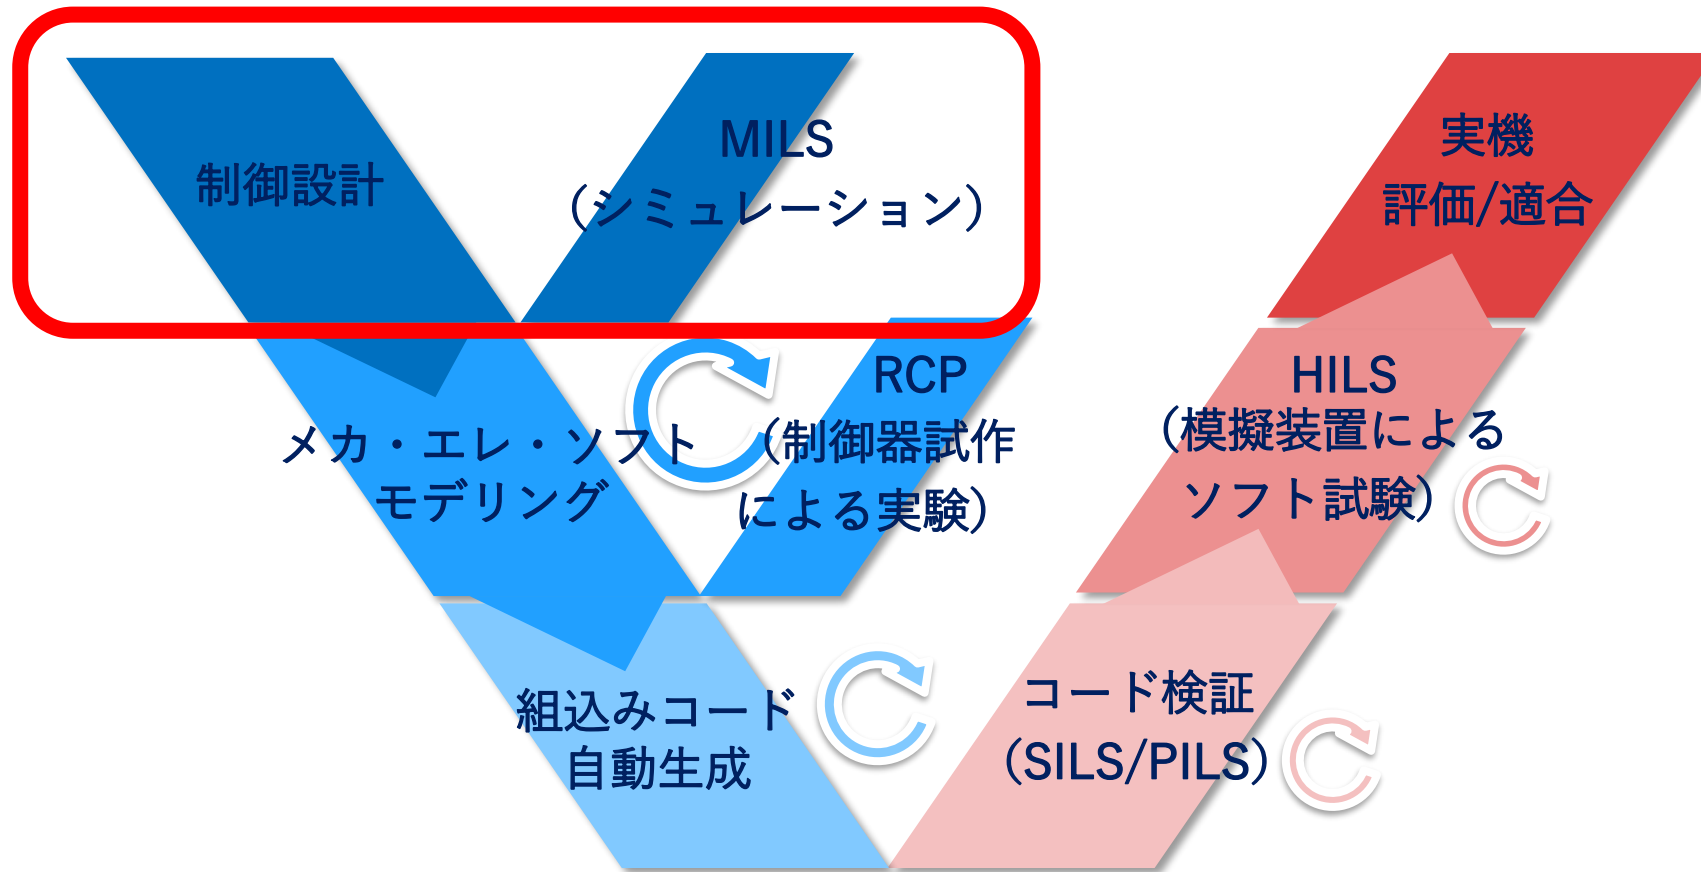 制御設計
MILS
（シミュレーション）
メカ・エレ・ソフト
モデリング
RCP
（制御器試作
による実験）
組込みコード
自動生成
コード検証
（SILS/PILS）
HILS
（模擬装置による
ソフト試験）
実機
評価/適合